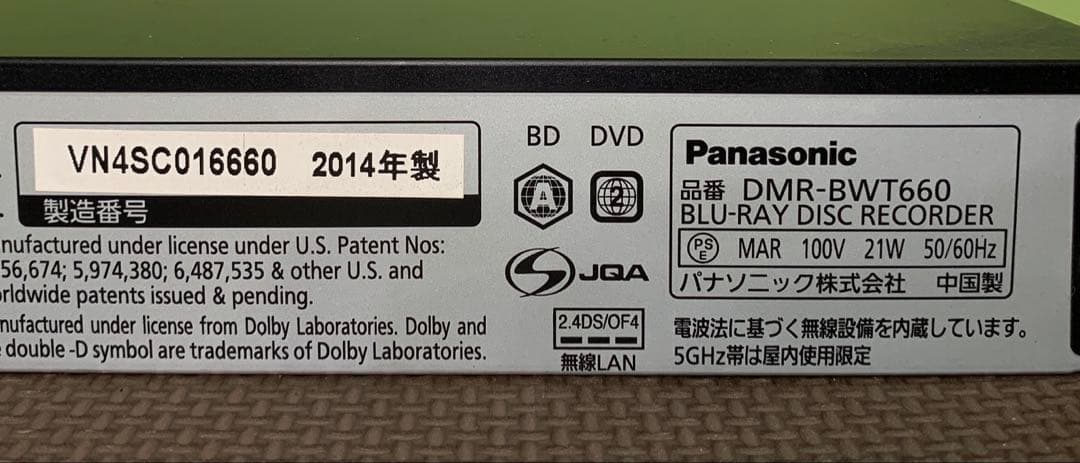 VN4SC016660 2014年製
製造番号
nufactured under license under U.S. Patent Nos:
56,674; 5,974,380; 6,487,535 & other U.S. and
orldwide patents issued & pending.
nufactured under license from Dolby Laboratories. Dolby and
double-D symbol are trademarks of Dolby Laboratories.
BD DVD
A 2
JQA
2.4DS/OF4
無線LAN
Panasonic
品番 DMR-BWT660
BLU-RAY DISC RECORDER
PSE MAR 100V 21W 50/60Hz
パナソニック株式会社 中国製
電波法に基づく無線設備を内蔵しています。
5GHz帯は屋内使用限定